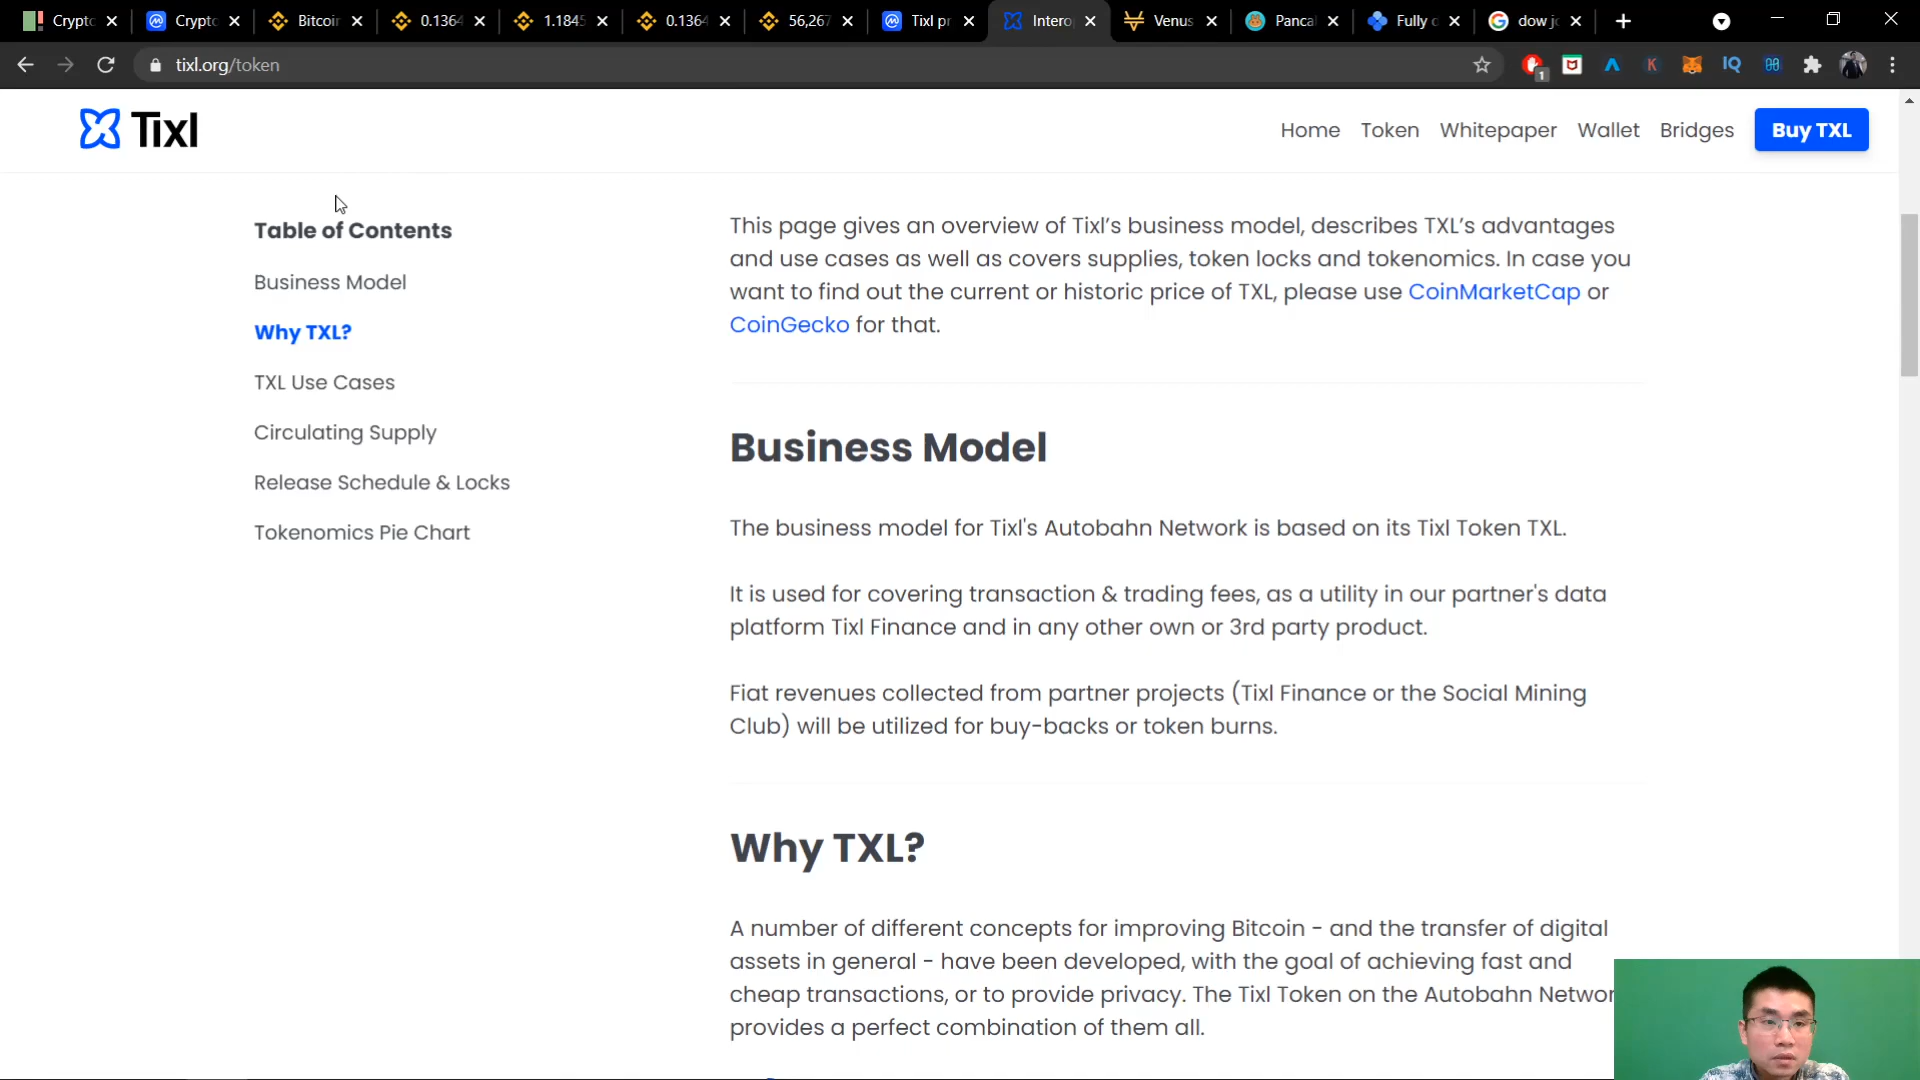 Crypto
Crypto
Bitcoin
0.1364
1.1845
0.1364
56,267
Tixl pr
Interop
Venus
Panca
Fully
dow jo
tixl.org/token
1
K
IQ
Tixl
Home
Token
Whitepaper
Wallet
Bridges
Buy TXL
Table of Contents
Business Model
Why TXL?
TXL Use Cases
Circulating Supply
Release Schedule & Locks
Tokenomics Pie Chart
This page gives an overview of Tixl’s business model, describes TXL’s advantages
and use cases as well as covers supplies, token locks and tokenomics. In case you
want to find out the current or historic price of TXL, please use CoinMarketCap or
CoinGecko for that.
Business Model
The business model for Tixl's Autobahn Network is based on its Tixl Token TXL.
It is used for covering transaction & trading fees, as a utility in our partner's data
platform Tixl Finance and in any other own or 3rd party product.
Fiat revenues collected from partner projects (Tixl Finance or the Social Mining
Club) will be utilized for buy-backs or token burns.
Why TXL?
A number of different concepts for improving Bitcoin - and the transfer of digital
assets in general - have been developed, with the goal of achieving fast and
cheap transactions, or to provide privacy. The Tixl Token on the Autobahn Networ
provides a perfect combination of them all.